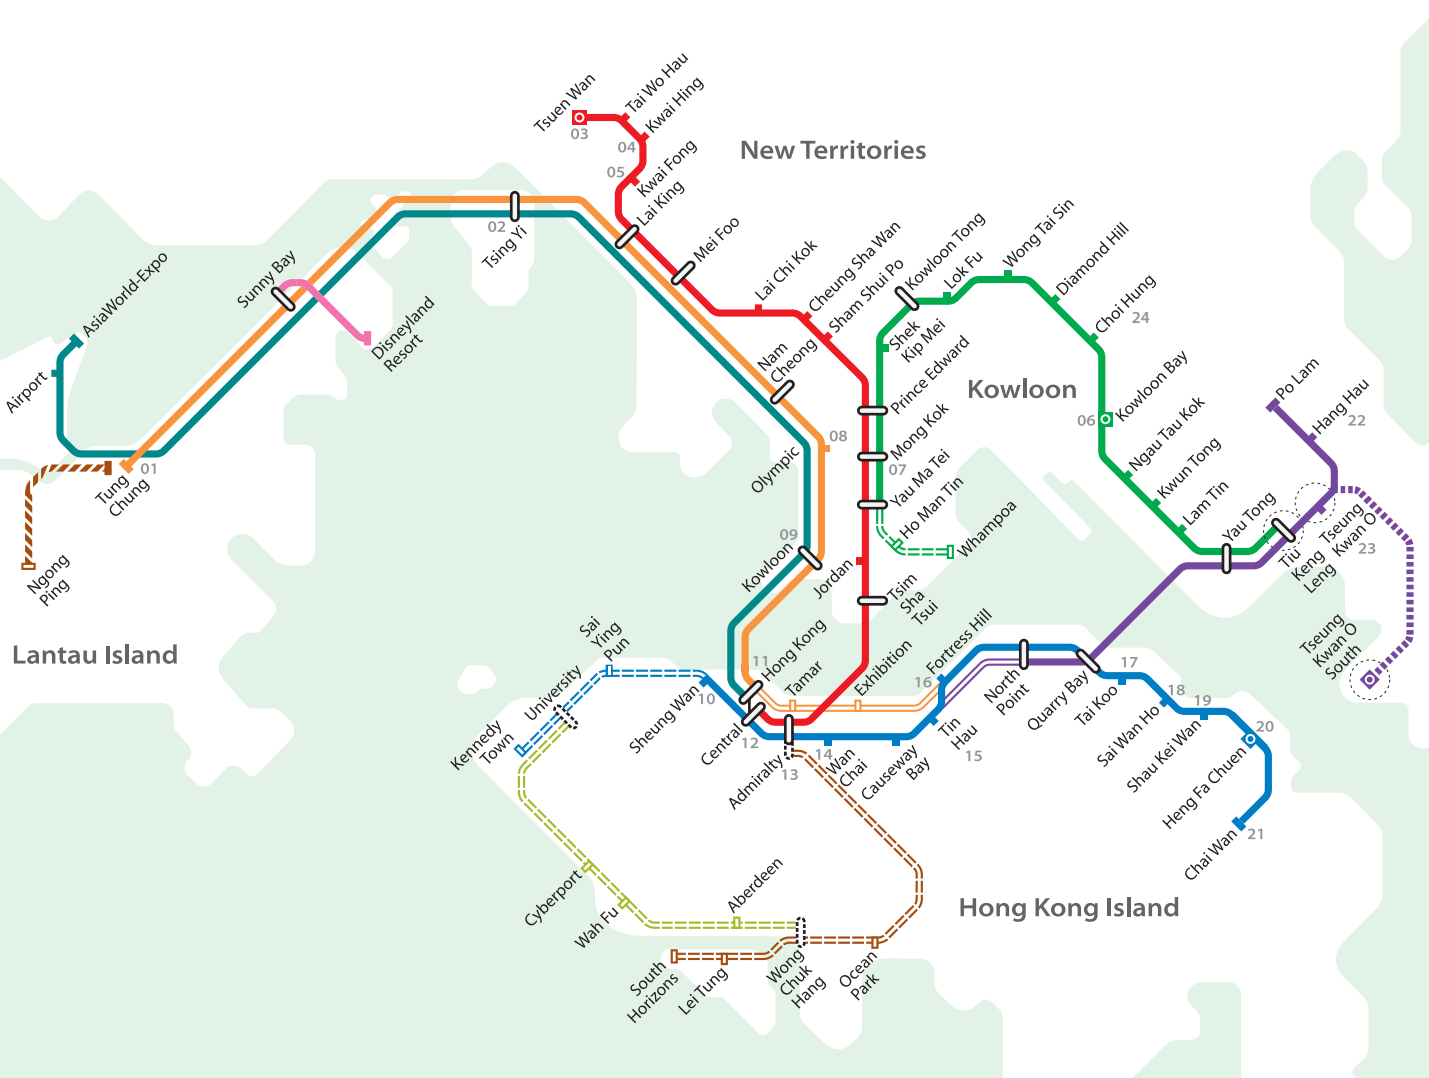 Tsuen Wan
03
Tai Wo Hau
Kwai Hing
04
05
Kwai Fong
Lai King
New Territories
Mei Foo
02
Tsing Yi
Sunny Bay
AsiaWorld-Expo
Airport
Disneyland
Resort
Lai Chi Kok
Cheung Sha Wan
Sham Shui Po
Kowloon Tong
Lok Fu
Wong Tai Sin
Diamond Hill
Choi Hung
24
Shek
Kip Mei
Prince Edward
Nam
Cheong
Kowloon
Kowloon Bay
06
Po Lam
Hang Hau
22
Mong Kok
07
Yau Ma Tei
Ho Man Tin
Whampoa
08
Olympic
Ngau Tau Kok
Kwun Tong
Lam Tin
Yau Tong
Tiu
Keng
Leng
Tseung
Kwan O
23
01
Tung
Chung
Ngong
Ping
09
Kowloon
Jordan
Tsim
Sha
Tsui
Lantau Island
Sai
Ying
Pun
University
Kennedy
Town
Sheung Wan
10
11
Hong Kong
Tamar
Exhibition
16
Fortress Hill
North
Point
Quarry Bay
17
Tai Koo
18
Sai Wan Ho
19
Shau Kei Wan
20
Heng Fa Chuen
Chai Wan
21
Tseung
Kwan O
South
Central
12
Admiralty
13
14
Wan
Chai
Causeway
Bay
Tin
Hau
15
Cyberport
Wah Fu
Aberdeen
Hong Kong Island
South
Horizons
Lei Tung
Wong
Chuk
Hang
Ocean
Park